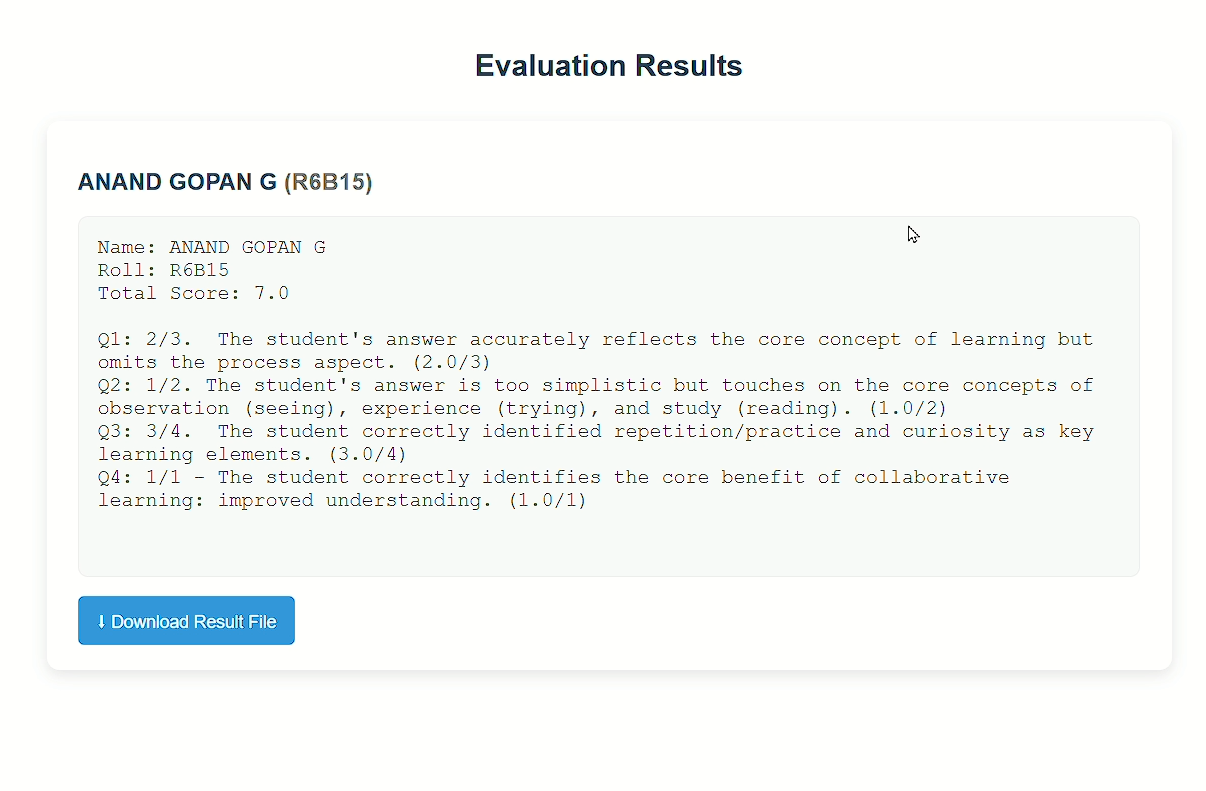 Evaluation Results
ANAND GOPAN G (R6B15)
Name: ANAND GOPAN G
Roll: R6B15
Total Score: 7.0
Q1: 2/3.  The student's answer accurately reflects the core concept of learning but
omits the process aspect. (2.0/3)
Q2: 1/2. The student's answer is too simplistic but touches on the core concepts of
observation (seeing), experience (trying), and study (reading). (1.0/2)
Q3: 3/4.  The student correctly identified repetition/practice and curiosity as key
learning elements. (3.0/4)
Q4: 1/1 – The student correctly identifies the core benefit of collaborative
learning: improved understanding. (1.0/1)
⬇ Download Result File